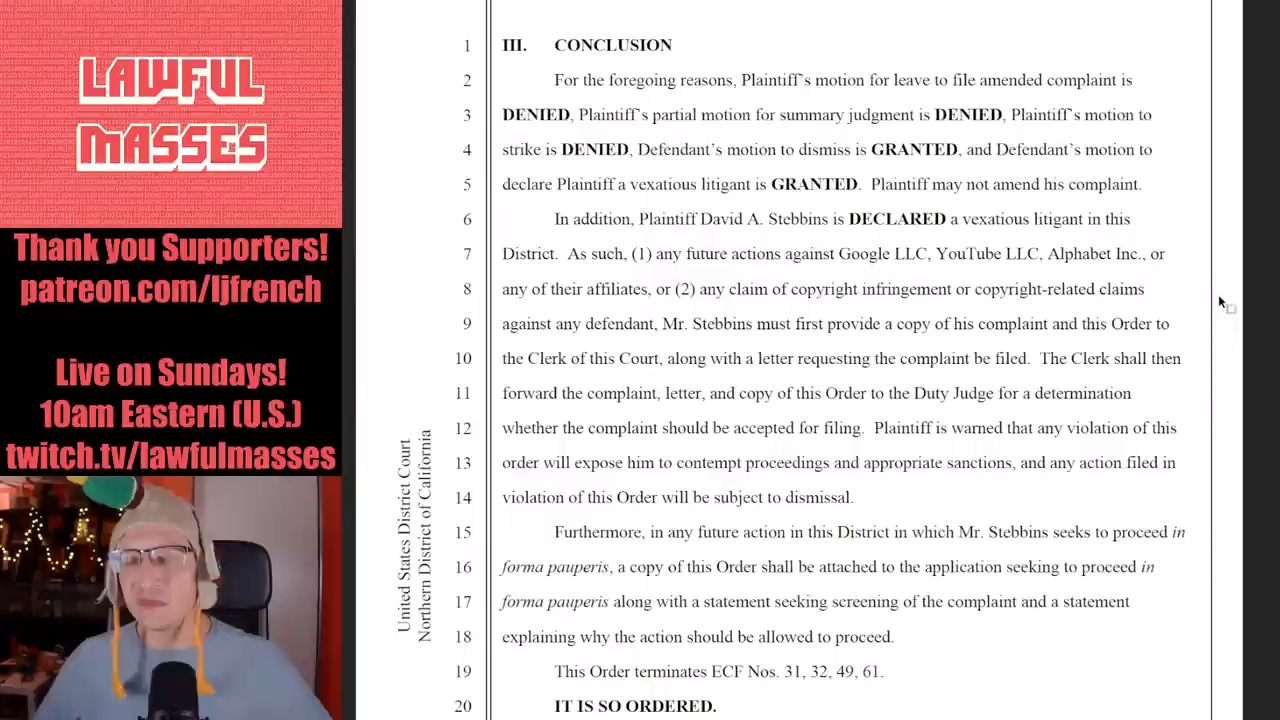 LAWFUL
MASSES
Thank you Supporters!
patreon.com/ljfrench
Live on Sundays!
10am Eastern (U.S.)
twitch.tv/lawfulmasses
United States District Court
Northern District of California
1 III. CONCLUSION
2 For the foregoing reasons, Plaintiff's motion for leave to file amended complaint is
3 DENIED, Plaintiff's partial motion for summary judgment is DENIED, Plaintiff's motion to
4 strike is DENIED, Defendant's motion to dismiss is GRANTED, and Defendant's motion to
5 declare Plaintiff a vexatious litigant is GRANTED. Plaintiff may not amend his complaint.
6 In addition, Plaintiff David A. Stebbins is DECLARED a vexatious litigant in this
7 District. As such, (1) any future actions against Google LLC, YouTube LLC, Alphabet Inc., or
8 any of their affiliates, or (2) any claim of copyright infringement or copyright-related claims
9 against any defendant, Mr. Stebbins must first provide a copy of his complaint and this Order to
10 the Clerk of this Court, along with a letter requesting the complaint be filed. The Clerk shall then
11 forward the complaint, letter, and copy of this Order to the Duty Judge for a determination
12 whether the complaint should be accepted for filing. Plaintiff is warned that any violation of this
13 order will expose him to contempt proceedings and appropriate sanctions, and any action filed in
14 violation of this Order will be subject to dismissal.
15 Furthermore, in any future action in this District in which Mr. Stebbins seeks to proceed in
16 forma pauperis, a copy of this Order shall be attached to the application seeking to proceed in
17 forma pauperis along with a statement seeking screening of the complaint and a statement
18 explaining why the action should be allowed to proceed.
19 This Order terminates ECF Nos. 31, 32, 49, 61.
20 IT IS SO ORDERED.